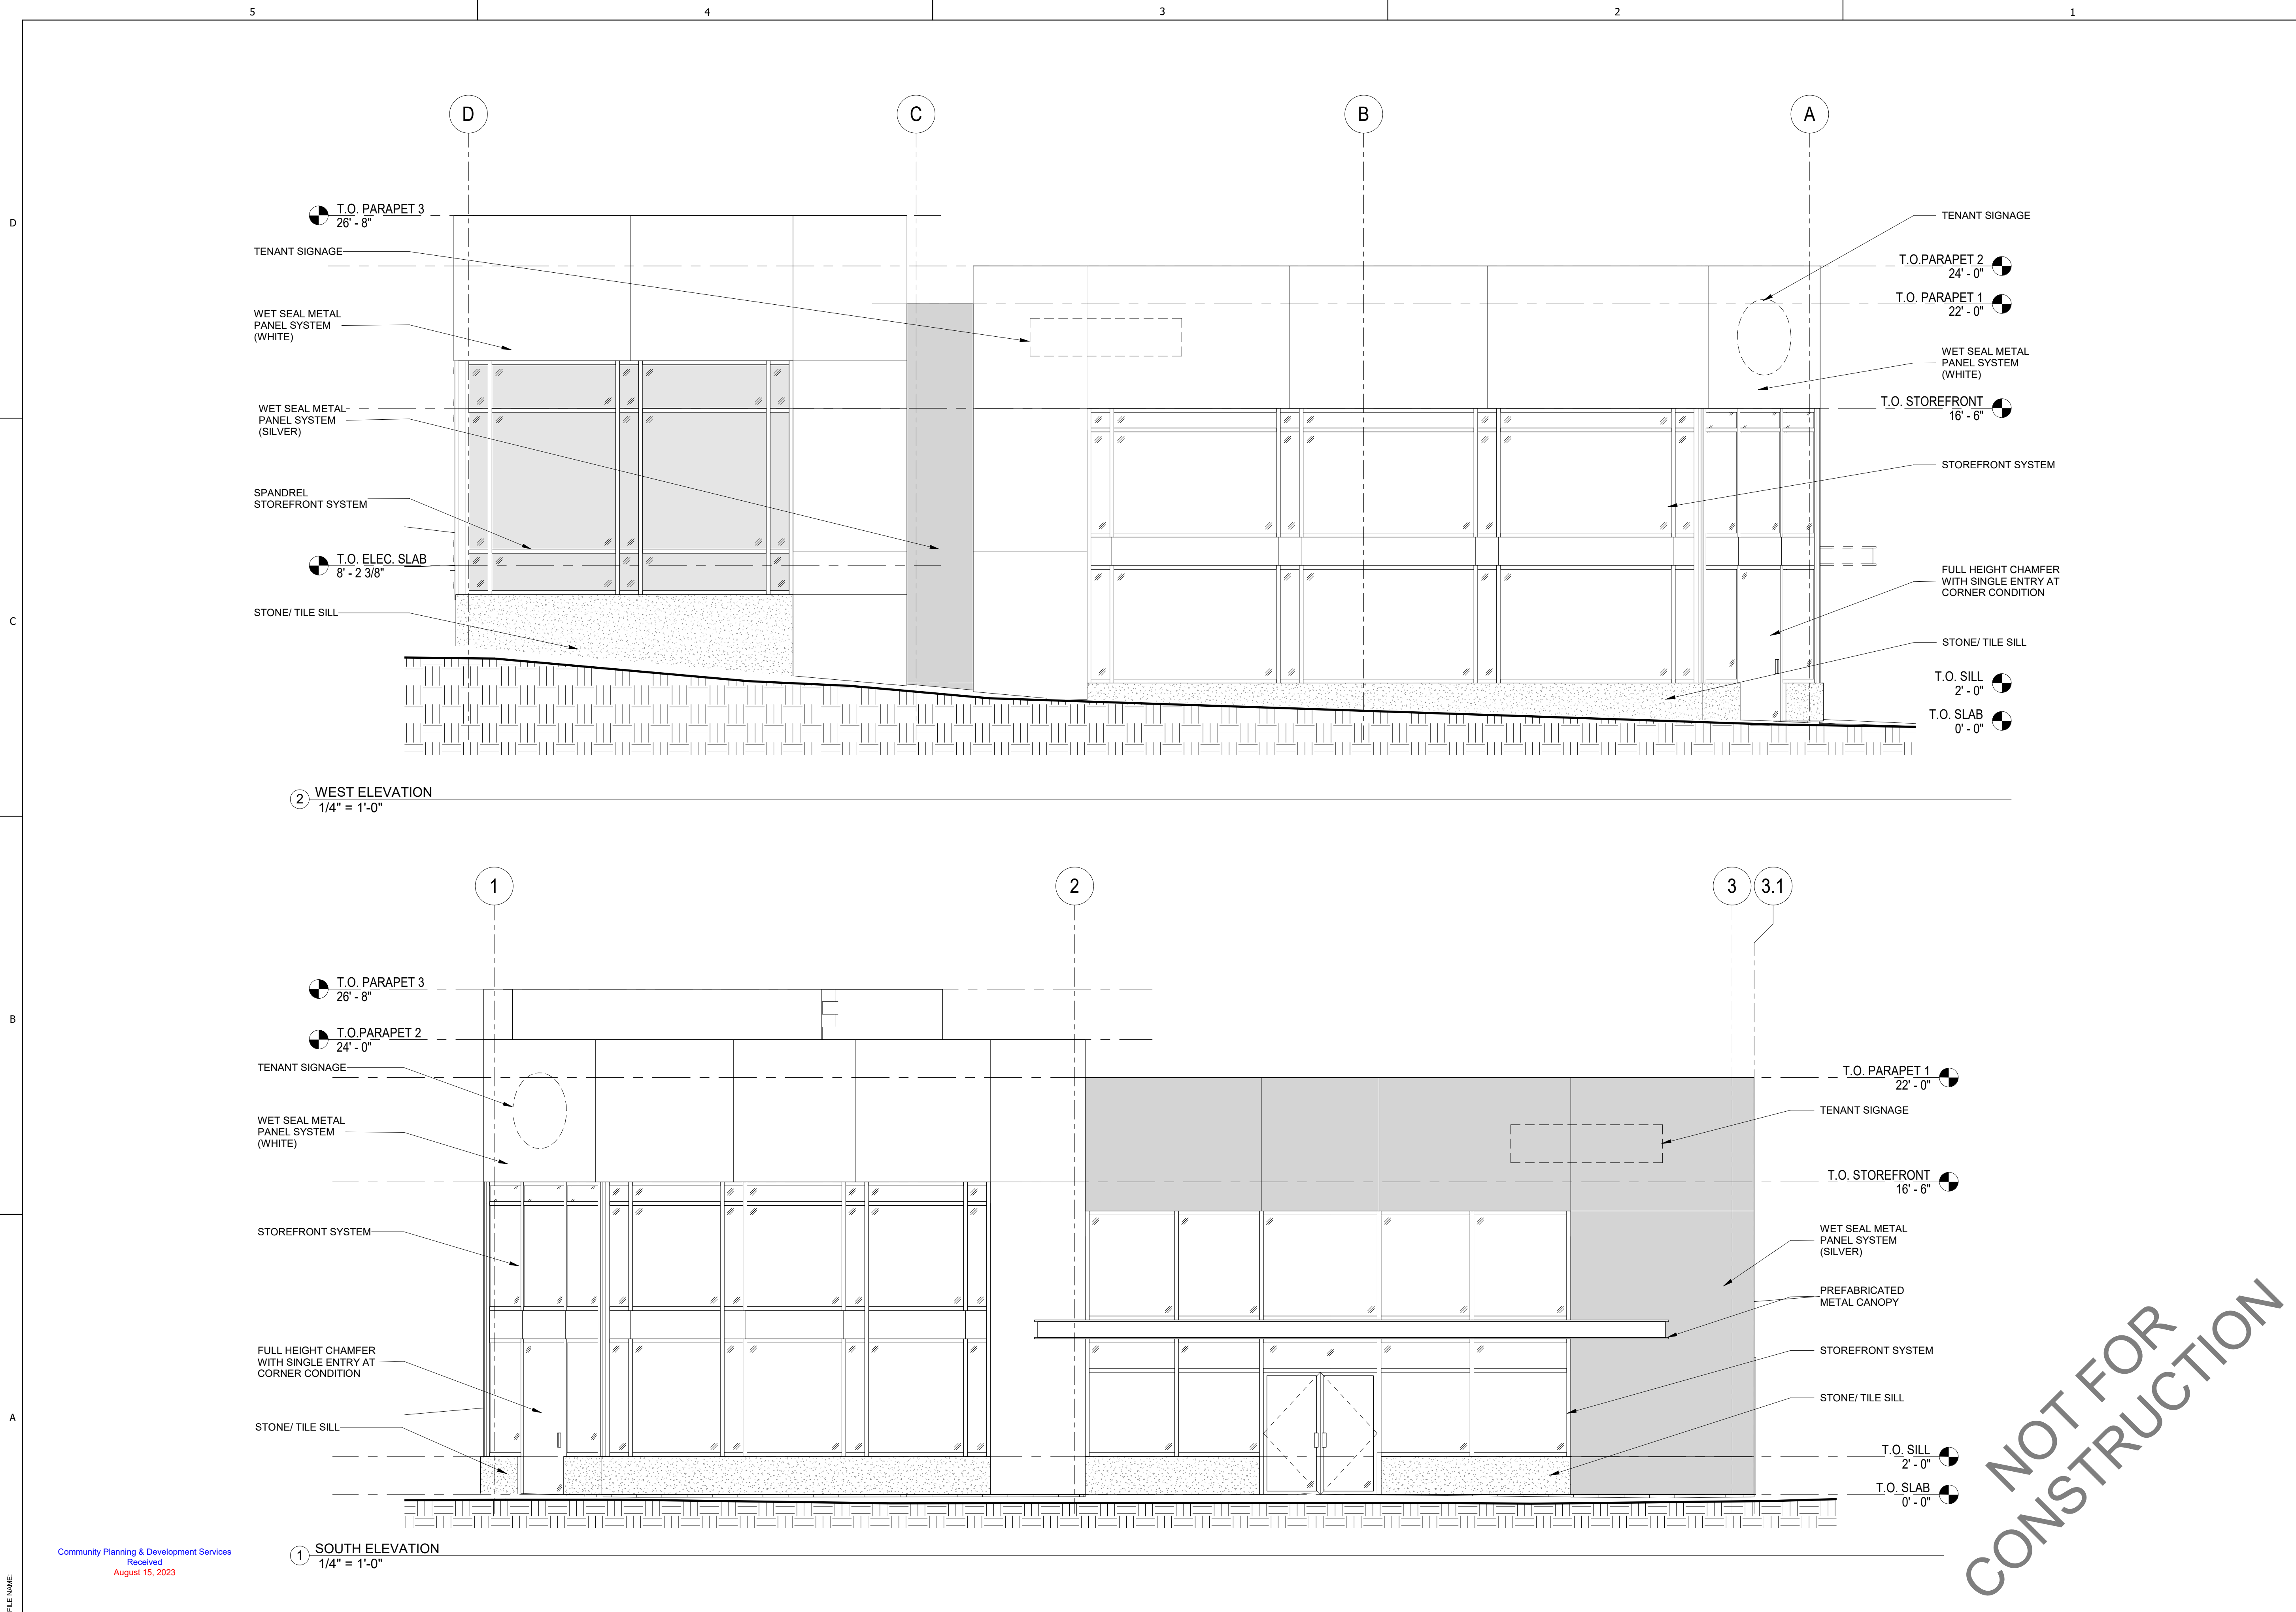 5 4 3 2 1
D C B A
D
T.O. PARAPET 3
26' - 8"
TENANT SIGNAGE
WET SEAL METAL
PANEL SYSTEM
(WHITE)
WET SEAL METAL
PANEL SYSTEM
(SILVER)
SPANDREL
STOREFRONT SYSTEM
T.O. ELEC. SLAB
8' - 2 3/8"
STONE/ TILE SILL
TENANT SIGNAGE
T.O.PARAPET 2
24' - 0"
T.O. PARAPET 1
22' - 0"
WET SEAL METAL
PANEL SYSTEM
(WHITE)
T.O. STOREFRONT
16' - 6"
STOREFRONT SYSTEM
FULL HEIGHT CHAMFER
WITH SINGLE ENTRY AT
CORNER CONDITION
STONE/ TILE SILL
T.O. SILL
2' - 0"
T.O. SLAB
0' - 0"
C
2 WEST ELEVATION
1/4" = 1'-0"
1 2 3 3.1
B
T.O. PARAPET 3
26' - 8"
T.O.PARAPET 2
24' - 0"
TENANT SIGNAGE
WET SEAL METAL
PANEL SYSTEM
(WHITE)
STOREFRONT SYSTEM
FULL HEIGHT CHAMFER
WITH SINGLE ENTRY AT
CORNER CONDITION
STONE/ TILE SILL
T.O. PARAPET 1
22' - 0"
TENANT SIGNAGE
T.O. STOREFRONT
16' - 6"
WET SEAL METAL
PANEL SYSTEM
(SILVER)
PREFABRICATED
METAL CANOPY
STOREFRONT SYSTEM
STONE/ TILE SILL
T.O. SILL
2' - 0"
T.O. SLAB
0' - 0"
A
1 SOUTH ELEVATION
1/4" = 1'-0"
NOT FOR
CONSTRUCTION
Community Planning & Development Services
Received
August 15, 2023
FILE NAME: